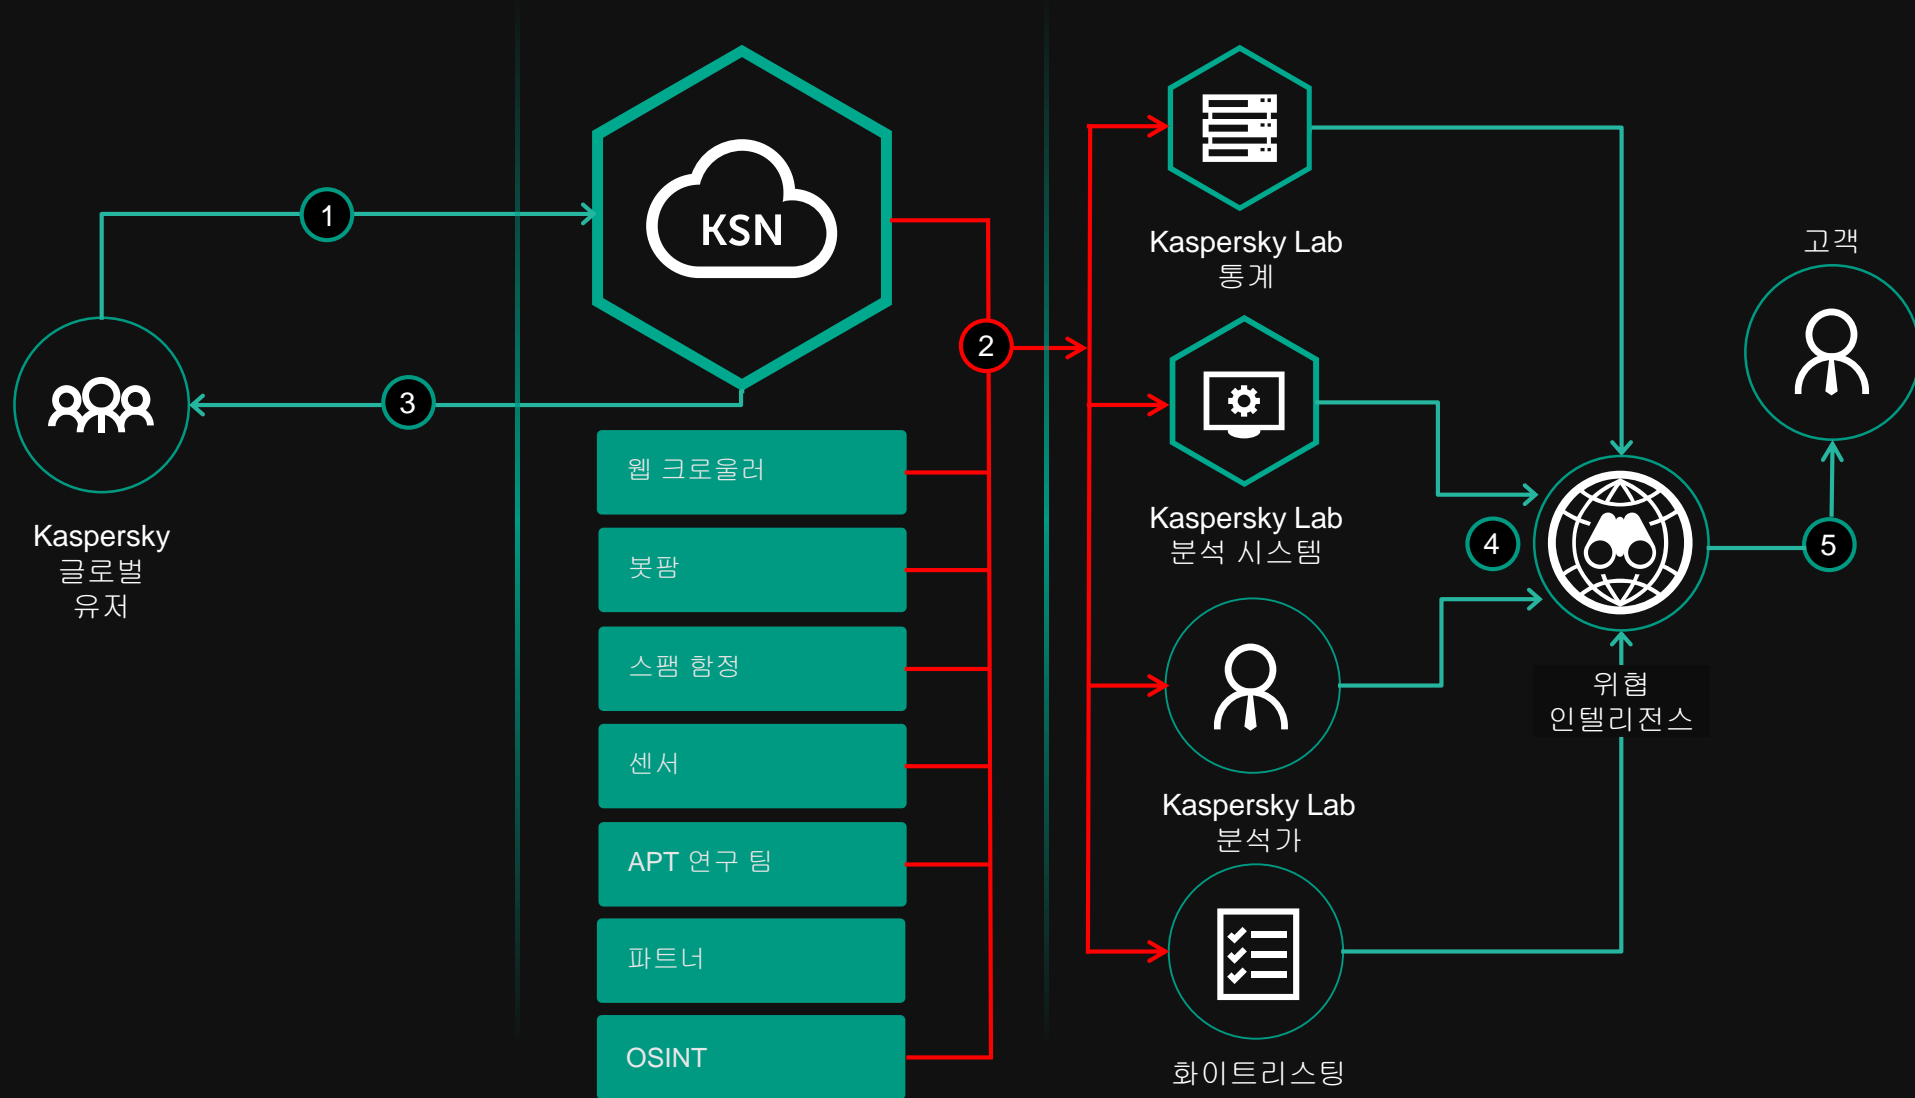 1
3
Kaspersky
글로벌
유저
KSN
웹 크로울러
봇팜
스팸 함정
센서
APT 연구 팀
파트너
OSINT
2
Kaspersky Lab
통계
Kaspersky Lab
분석 시스템
Kaspersky Lab
분석가
화이트리스팅
4
위협
인텔리전스
5
고객